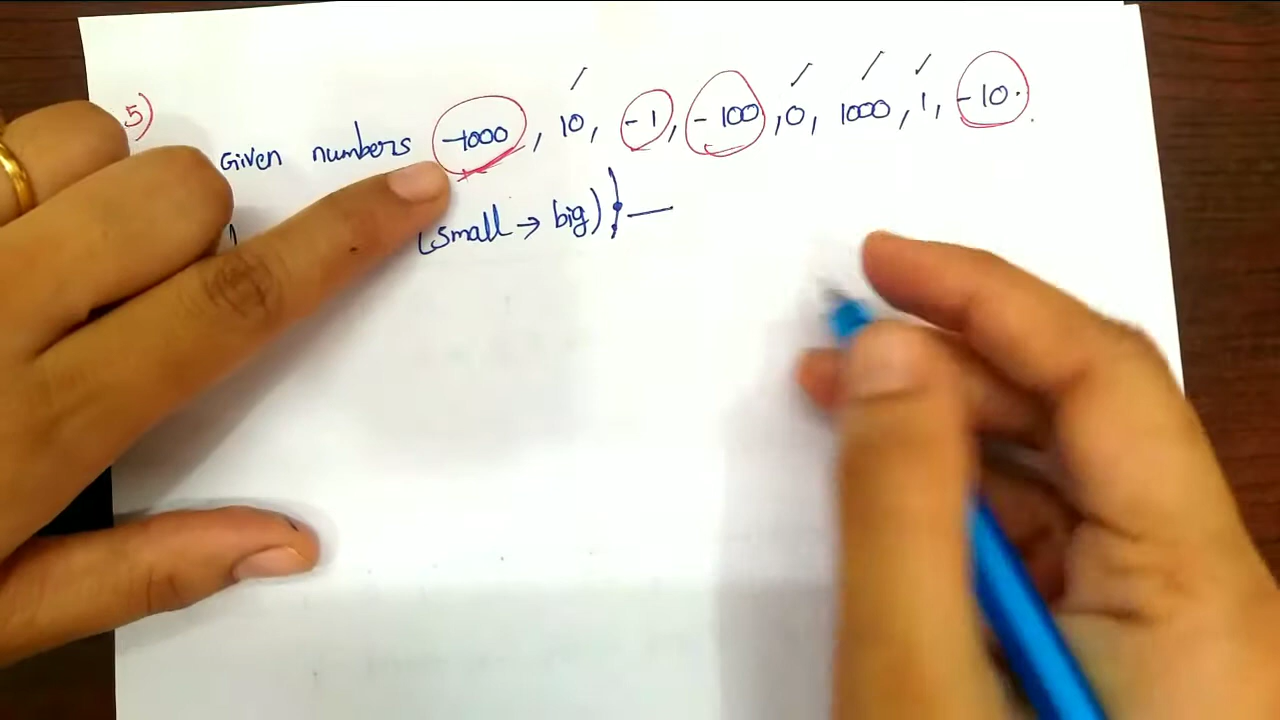 5)
Given numbers -1000, 10, -1, -100, 0, 1000, 1, -10.
(small → big)} —